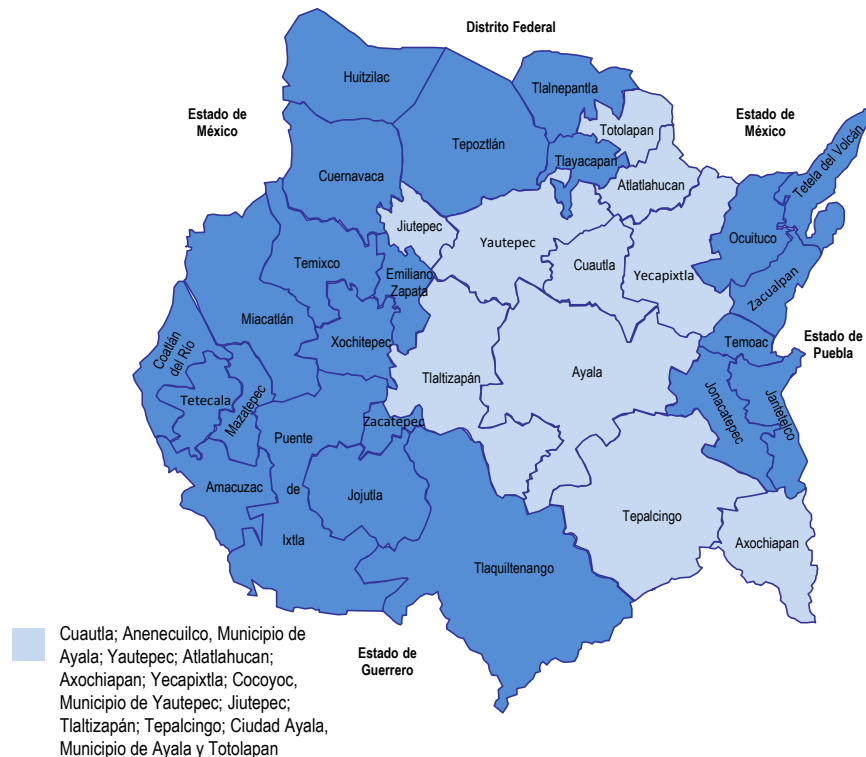 Distrito Federal
Huitzilac
Tlalnepantla
Estado de
México
Estado de
México
Totolapan
Tepoztlán
Tlayacapan
Tetela del Volcán
Cuernavaca
Atlatlahucan
Jiutepec
Ocuituco
Yautepec
Temixco
Cuautla
Yecapixtla
Emiliano
Zapata
Zacualpan
Miacatlán
Xochitepec
Temoac
Estado de
Puebla
Coatlán
del Río
Tlaltizapán
Ayala
Tetecala
Mazatepec
Jonacatepec
Jantetelco
Zacatepec
Puente
de
Ixtla
Amacuzac
Jojutla
Tepalcingo
Axochiapan
Tlaquiltenango
Estado de
Guerrero
Cuautla; Anenecuilco, Municipio de
Ayala; Yautepec; Atlatlahucan;
Axochiapan; Yecapixtla; Cocoyoc,
Municipio de Yautepec; Jiutepec;
Tlaltizapán; Tepalcingo; Ciudad Ayala,
Municipio de Ayala y Totolapan